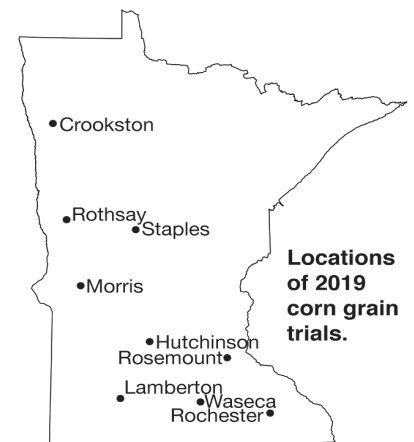 Crookston
Rothsay
Staples
Morris
Locations
of 2019
corn grain
trials.
Hutchinson
Rosemount
Lamberton
Waseca
Rochester